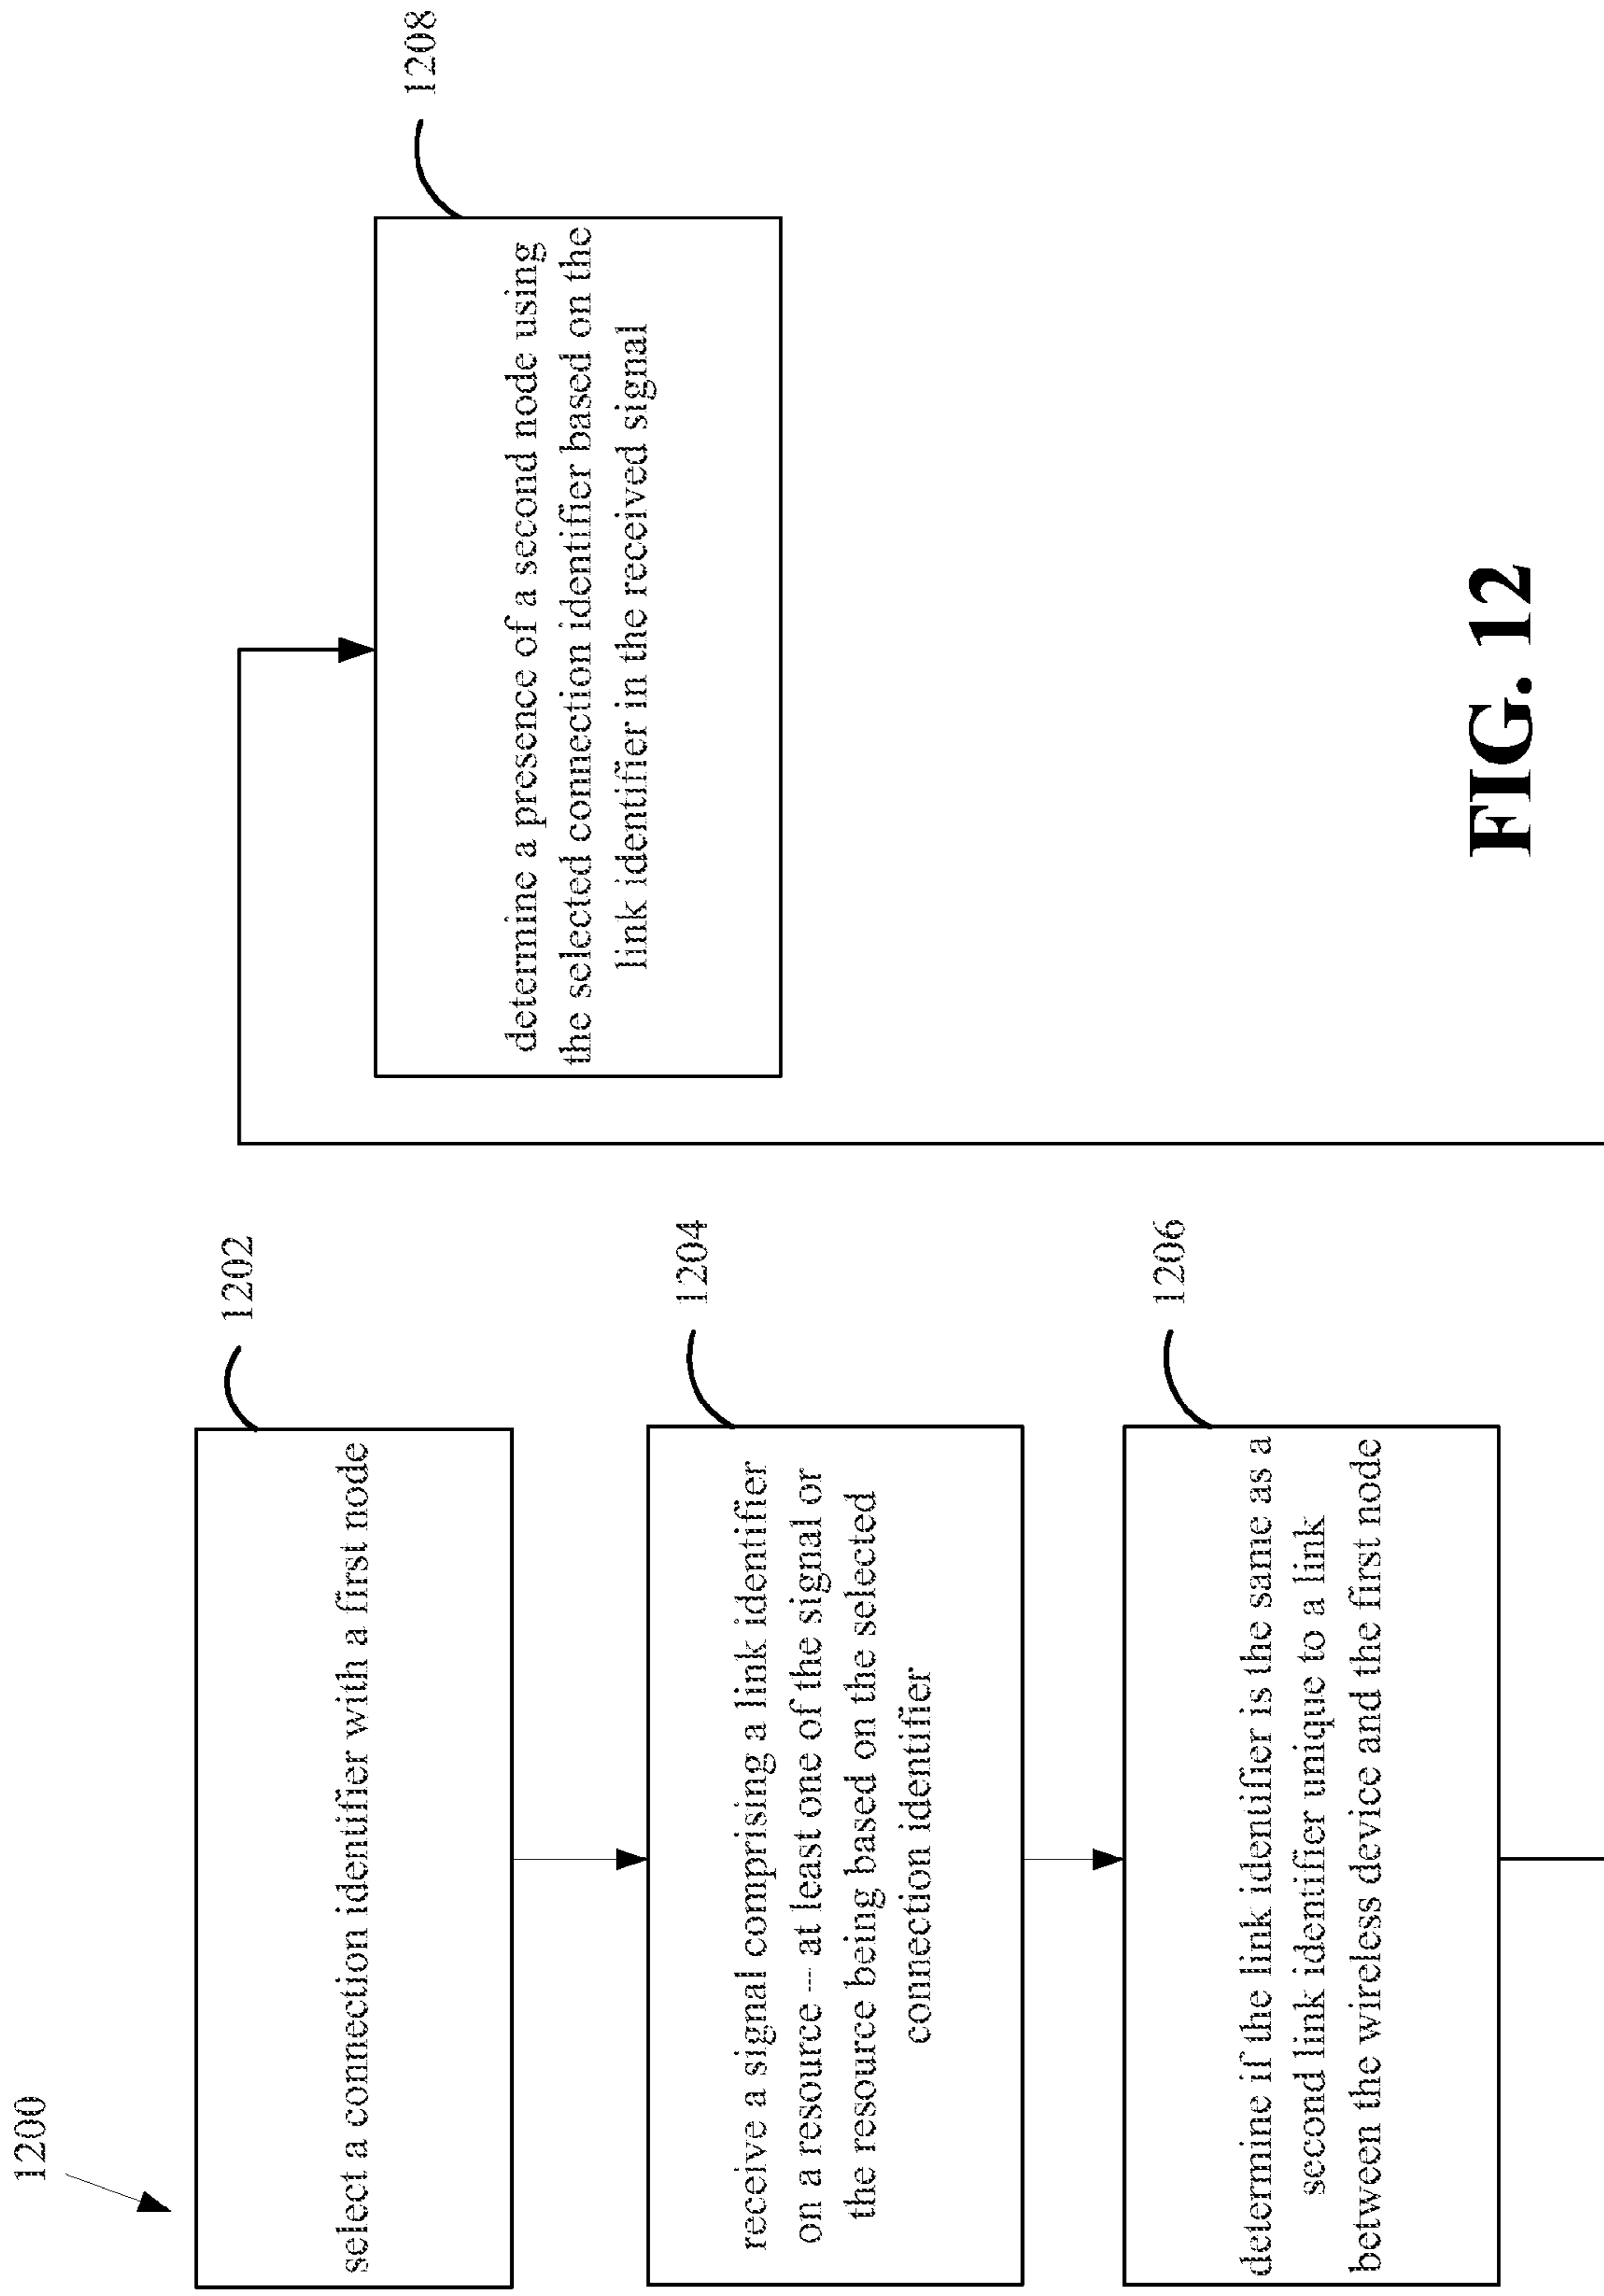 1200
1202
select a connection identifier with a first node
1204
receive a signal comprising a link identifier
on a resource -- at least one of the signal or
the resource being based on the selected
connection identifier
1206
determine if the link identifier is the same as a
second link identifier unique to a link
between the wireless device and the first node
1208
determine a presence of a second node using
the selected connection identifier based on the
link identifier in the received signal
FIG. 12